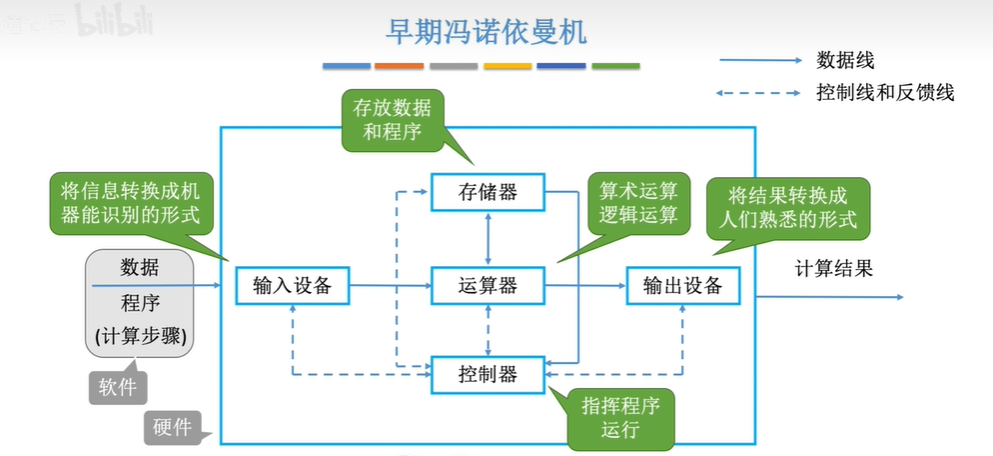 bilibili
早期冯诺依曼机
数据线
控制线和反馈线
存放数据
和程序
将信息转换成机
器能识别的形式
存储器
算术运算
逻辑运算
将结果转换成
人们熟悉的形式
数据
程序
(计算步骤)
输入设备
运算器
输出设备
计算结果
控制器
软件
硬件
指挥程序
运行